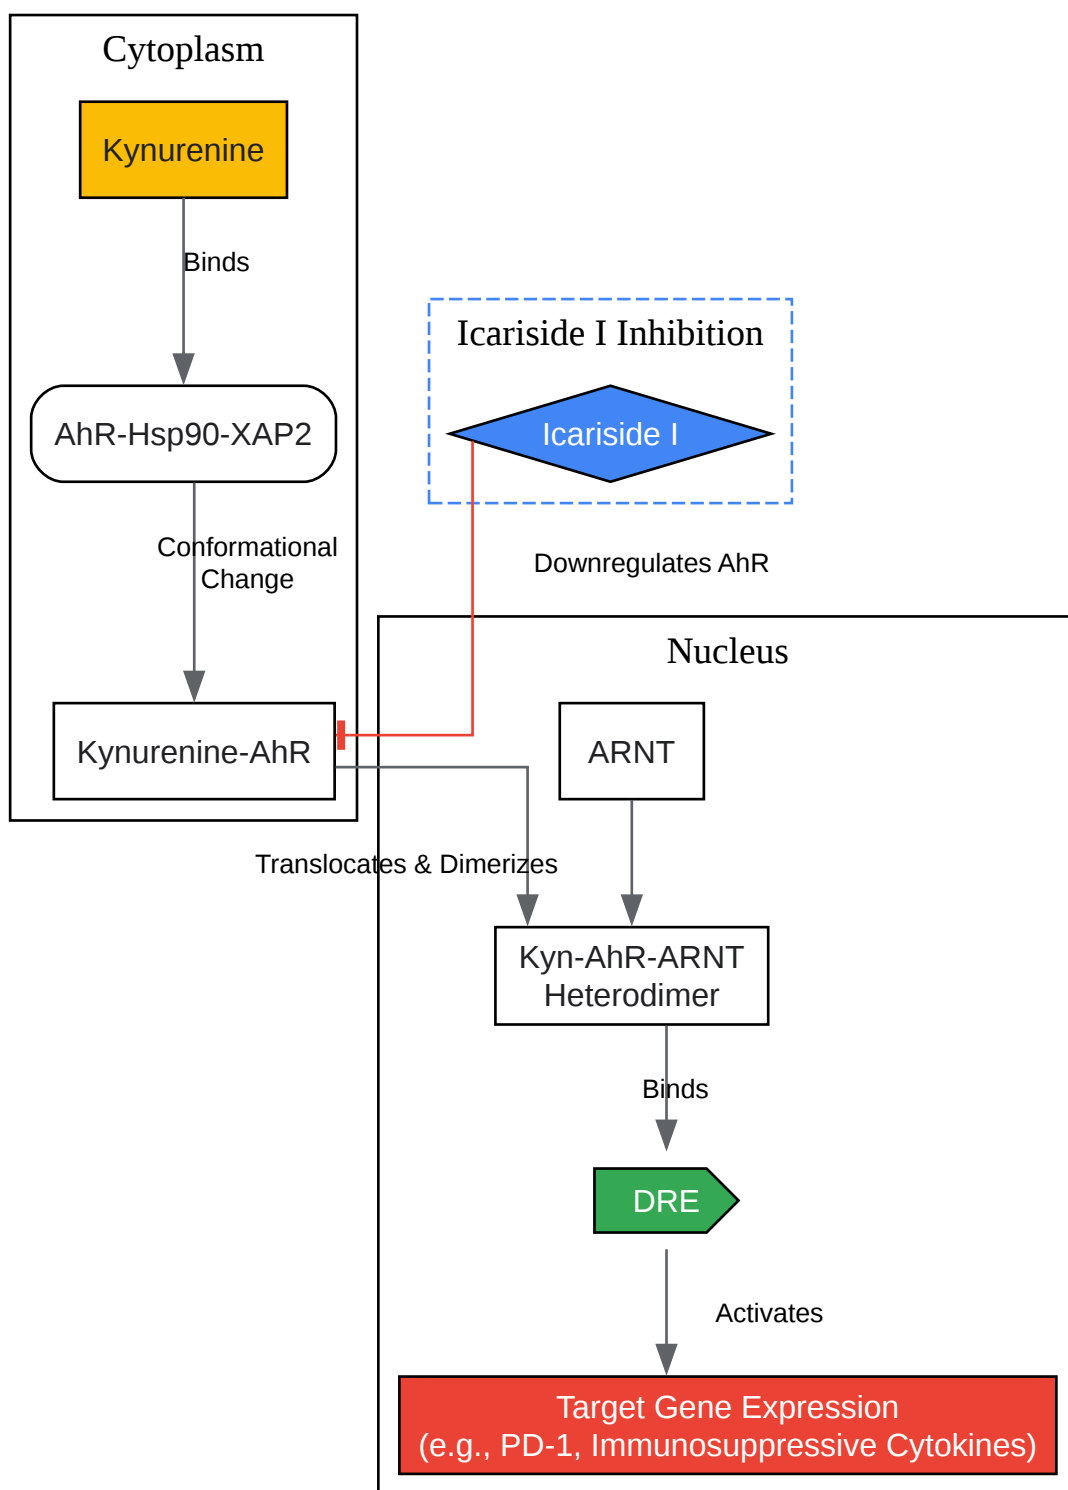 Cytoplasm
Kynurenine
Binds
Icariside I Inhibition
AhR-Hsp90-XAP2
Icariside I
Conformational
Change
Downregulates AhR
Nucleus
Kynurenine-AhR
ARNT
Translocates & Dimerizes
Kyn-AhR-ARNT
Heterodimer
Binds
DRE
Activates
Target Gene Expression
(e.g., PD-1, Immunosuppressive Cytokines)